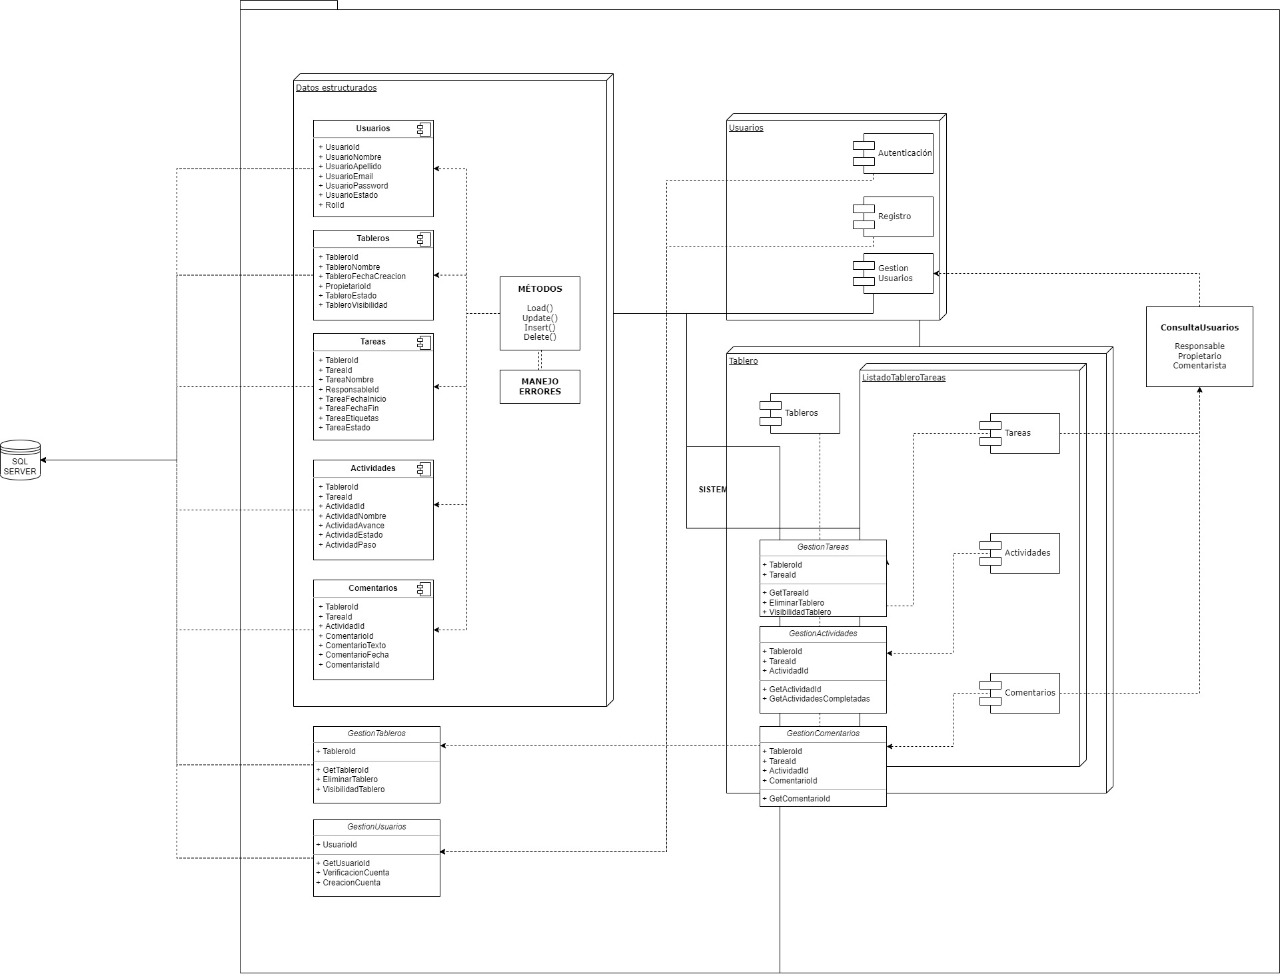 Datos estructurados
Usuarios
+ UsuarioId
+ UsuarioNombre
+ UsuarioApellido
+ UsuarioEmail
+ UsuarioPassword
+ UsuarioEstado
+ RolId
Tableros
+ TableroId
+ TableroNombre
+ TableroFechaCreacion
+ PropietarioId
+ TableroEstado
+ TableroVisibilidad
Tareas
+ TableroId
+ TareaId
+ TareaNombre
+ ResponsableId
+ TareaFechaInicio
+ TareaFechaFin
+ TareaEtiquetas
+ TareaEstado
Actividades
+ TableroId
+ TareaId
+ ActividadId
+ ActividadNombre
+ ActividadAvance
+ ActividadEstado
+ ActividadPaso
Comentarios
+ TableroId
+ TareaId
+ ActividadId
+ ComentarioId
+ ComentarioTexto
+ ComentarioFecha
+ ComentaristaId
MÉTODOS
Load()
Update()
Insert()
Delete()
MANEJO
ERRORES
SQL
SERVER
GestionTableros
+ TableroId
+ GetTableroId
+ EliminarTablero
+ VisibilidadTablero
GestionUsuarios
+ UsuarioId
+ GetUsuarioId
+ VerificacionCuenta
+ CreacionCuenta
Usuarios
Autenticación
Registro
Gestion
Usuarios
ConsultaUsuarios
Responsable
Propietario
Comentarista
Tablero
ListadoTableroTareas
Tableros
Tareas
SISTEM
Actividades
Comentarios
GestionTareas
+ TableroId
+ TareaId
+ GetTareaId
+ EliminarTablero
+ VisibilidadTablero
GestionActividades
+ TableroId
+ TareaId
+ ActividadId
+ GetActividadId
+ GetActividadesCompletadas
GestionComentarios
+ TableroId
+ TareaId
+ ActividadId
+ ComentarioId
+ GetComentarioId